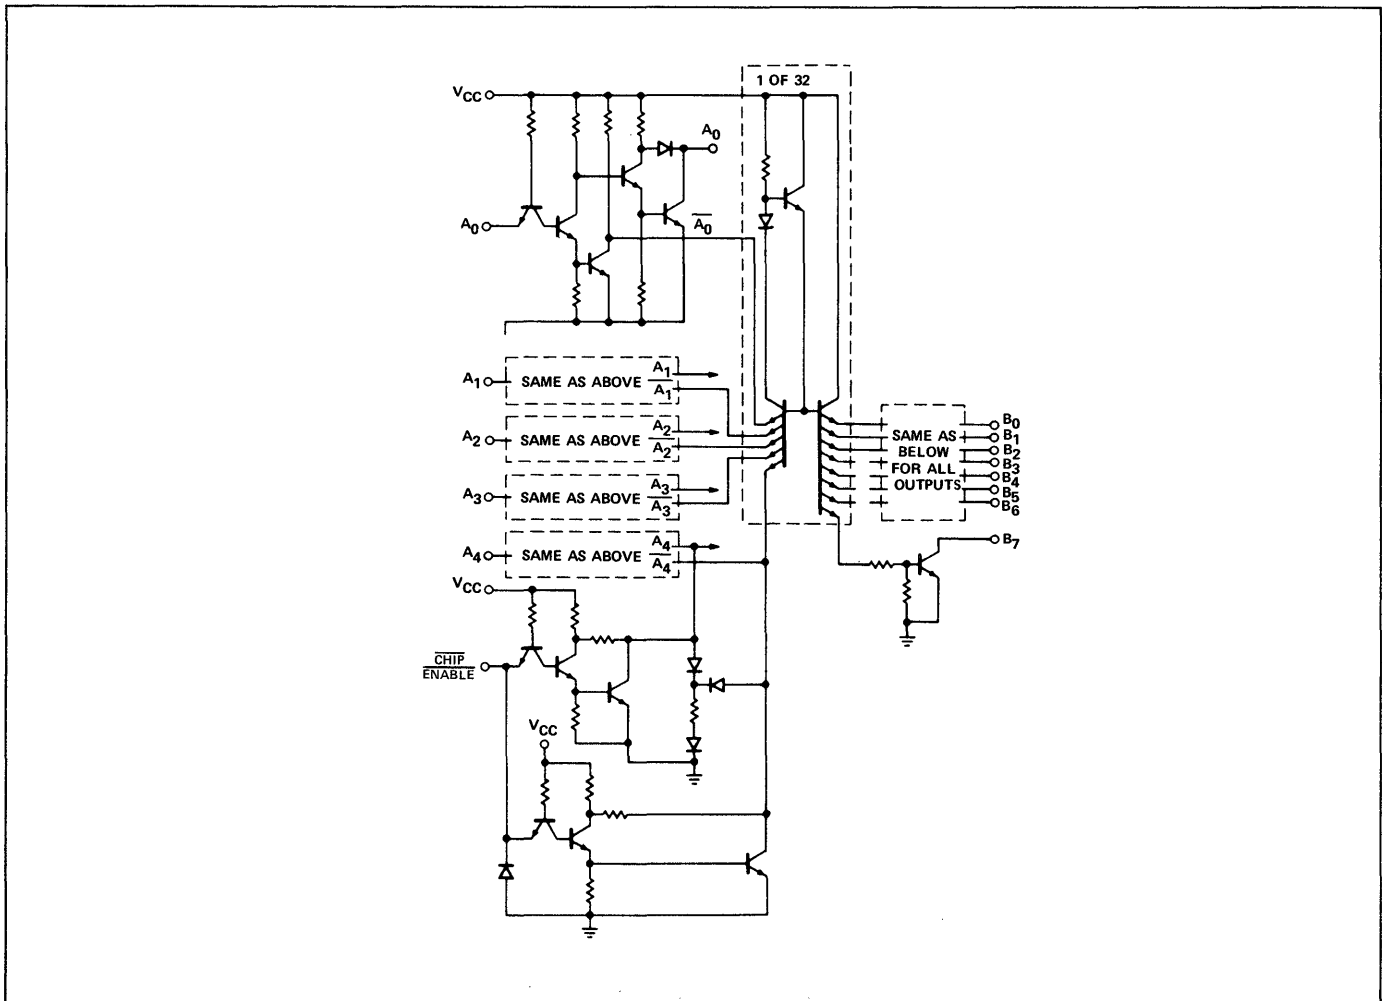 1 OF 32
VCC
A0
A0
A0
A1
SAME AS ABOVE
A1
A1
A2
SAME AS ABOVE
A2
A2
A3
SAME AS ABOVE
A3
A3
A4
SAME AS ABOVE
A4
A4
SAME AS
BELOW
FOR ALL
OUTPUTS
B0
B1
B2
B3
B4
B5
B6
B7
VCC
CHIP
ENABLE
VCC